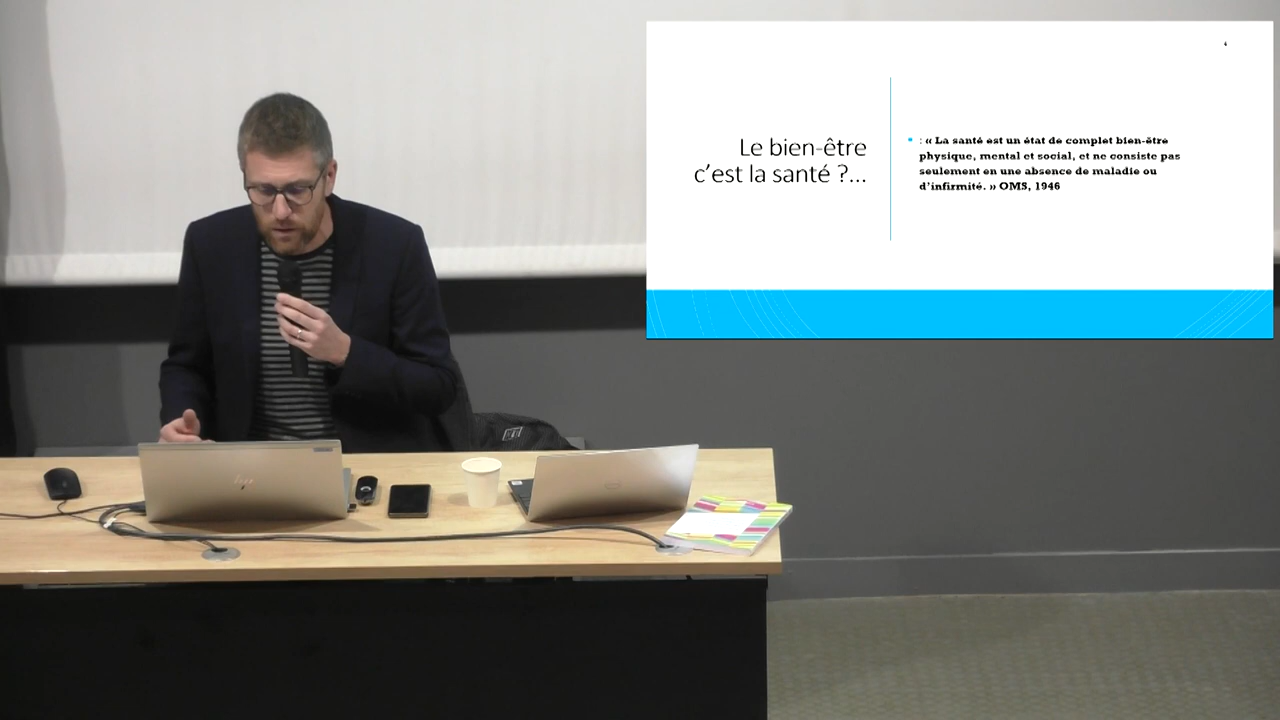 Le bien-être
c’est la santé ?...
: « La santé est un état de complet bien-être
physique, mental et social, et ne consiste pas
seulement en une absence de maladie ou
d’infirmité. » OMS, 1946